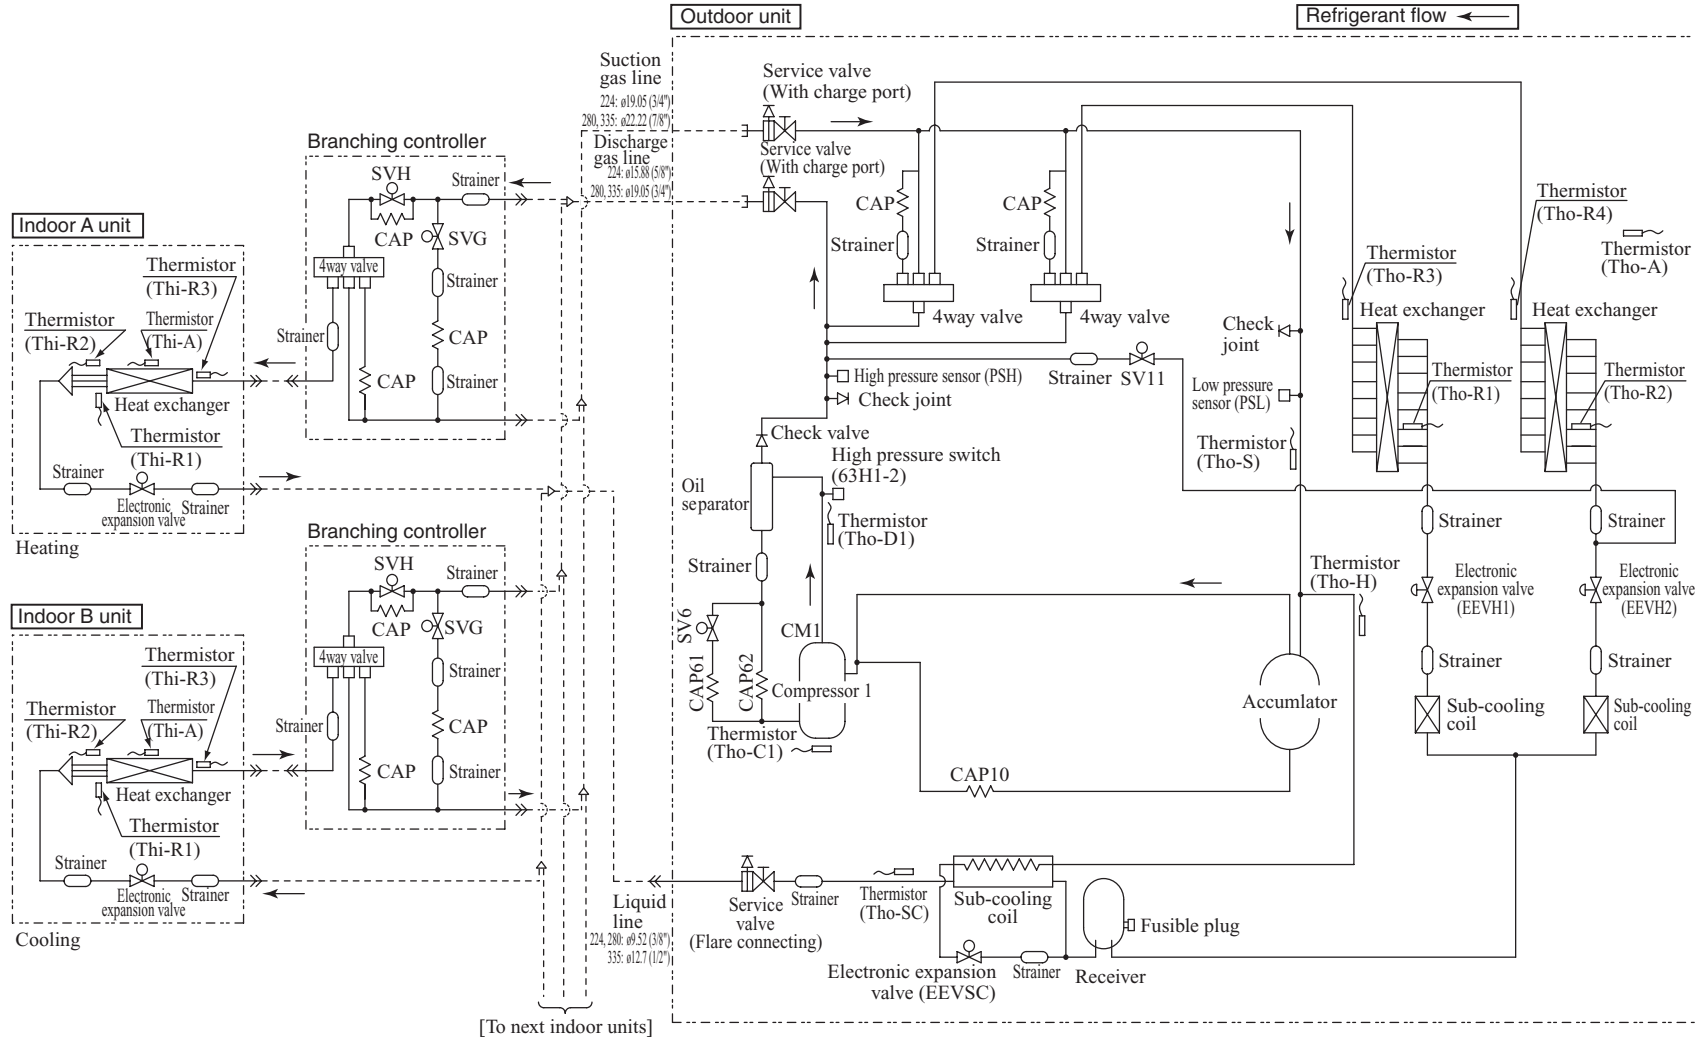 Outdoor unit
Refrigerant flow
Suction
gas line
224: ø19.05 (3/4")
280, 335: ø22.22 (7/8")
Discharge
gas line
224: ø15.88 (5/8")
280, 335: ø19.05 (3/4")
Service valve
(With charge port)
Service valve
(With charge port)
Branching controller
SVH
Strainer
CAP
SVG
4way valve
Strainer
Strainer
CAP
CAP
Strainer
Indoor A unit
Thermistor
(Thi-R3)
Thermistor
(Thi-R2)
Thermistor
(Thi-A)
Heat exchanger
Thermistor
(Thi-R1)
Strainer
Electronic
expansion valve
Strainer
Heating
Branching controller
SVH
Strainer
CAP
SVG
4way valve
Strainer
Strainer
CAP
CAP
Strainer
Indoor B unit
Thermistor
(Thi-R3)
Thermistor
(Thi-R2)
Thermistor
(Thi-A)
Heat exchanger
Thermistor
(Thi-R1)
Strainer
Electronic
expansion valve
Strainer
Cooling
CAP
Strainer
CAP
Strainer
4way valve
4way valve
Thermistor
(Tho-R4)
Thermistor
(Tho-A)
Thermistor
(Tho-R3)
Heat exchanger
Heat exchanger
Check
joint
Strainer
SV11
High pressure sensor (PSH)
Check joint
Low pressure
sensor (PSL)
Thermistor
(Tho-R1)
Thermistor
(Tho-R2)
Check valve
High pressure switch
(63H1-2)
Thermistor
(Tho-S)
Oil
separator
Thermistor
(Tho-D1)
Strainer
Strainer
Strainer
Thermistor
(Tho-H)
Electronic
expansion valve
(EEVH1)
Electronic
expansion valve
(EEVH2)
SV6
CM1
CAP61
CAP62
Compressor 1
Accumlator
Strainer
Strainer
Sub-cooling
coil
Sub-cooling
coil
Thermistor
(Tho-C1)
CAP10
Liquid
line
224, 280: ø9.52 (3/8")
335: ø12.7 (1/2")
Service
valve
(Flare connecting)
Strainer
Thermistor
(Tho-SC)
Sub-cooling
coil
Fusible plug
Electronic expansion
valve (EEVSC)
Strainer
Receiver
[To next indoor units]